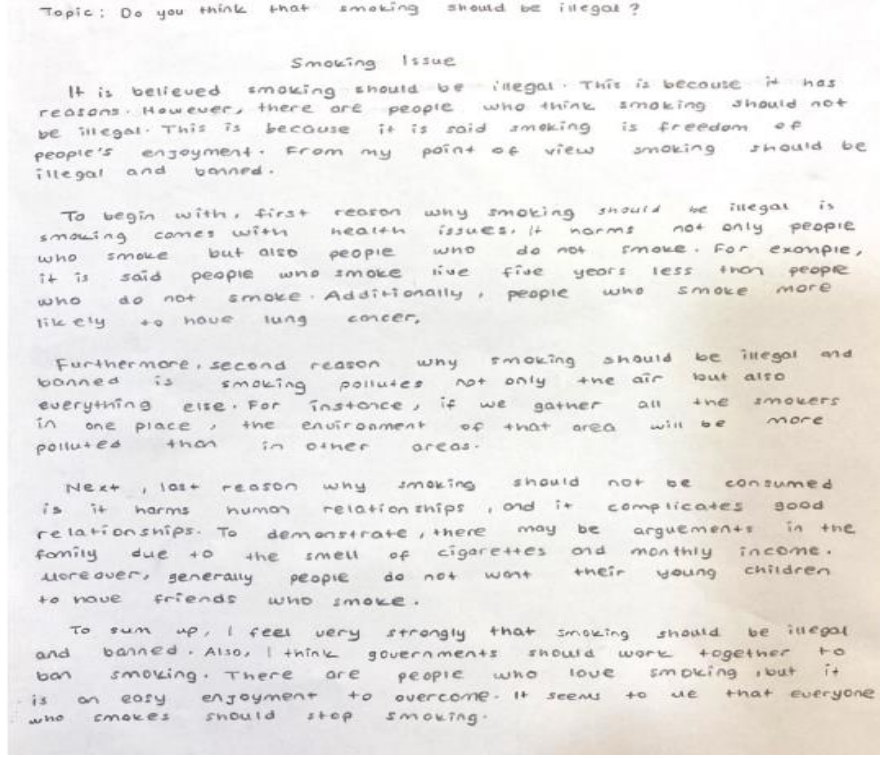 Topic: Do you think that smoking should be illegal?
Smoking Issue
It is believed smoking should be illegal. This is because it has
reasons. However, there are people who think smoking should not
be illegal. This is because it is said smoking is freedom of
people's enjoyment. From my point of view smoking should be
illegal and banned.
To begin with, first reason why smoking should be illegal is
smoking comes with health issues. It harms not only people
who smoke but also people who do not smoke. For example,
it is said people who smoke live five years less than people
who do not smoke. Additionally, people who smoke more
likely to have lung cancer.
Furthermore, second reason why smoking should be illegal and
banned is smoking pollutes not only the air but also
everything else. For instance, if we gather all the smokers
in one place, the environment of that area will be more
polluted than in other areas.
Next, last reason why smoking should not be consumed
is it harms human relationships, and it complicates good
relationships. To demonstrate, there may be arguements in the
family due to the smell of cigarettes and monthly income.
Moreover, generally people do not want their young children
to have friends who smoke.
To sum up, I feel very strongly that smoking should be illegal
and banned. Also, I think governments should work together to
ban smoking. There are people who love smoking, but it
is an easy enjoyment to overcome. It seems to me that everyone
who smokes should stop smoking.